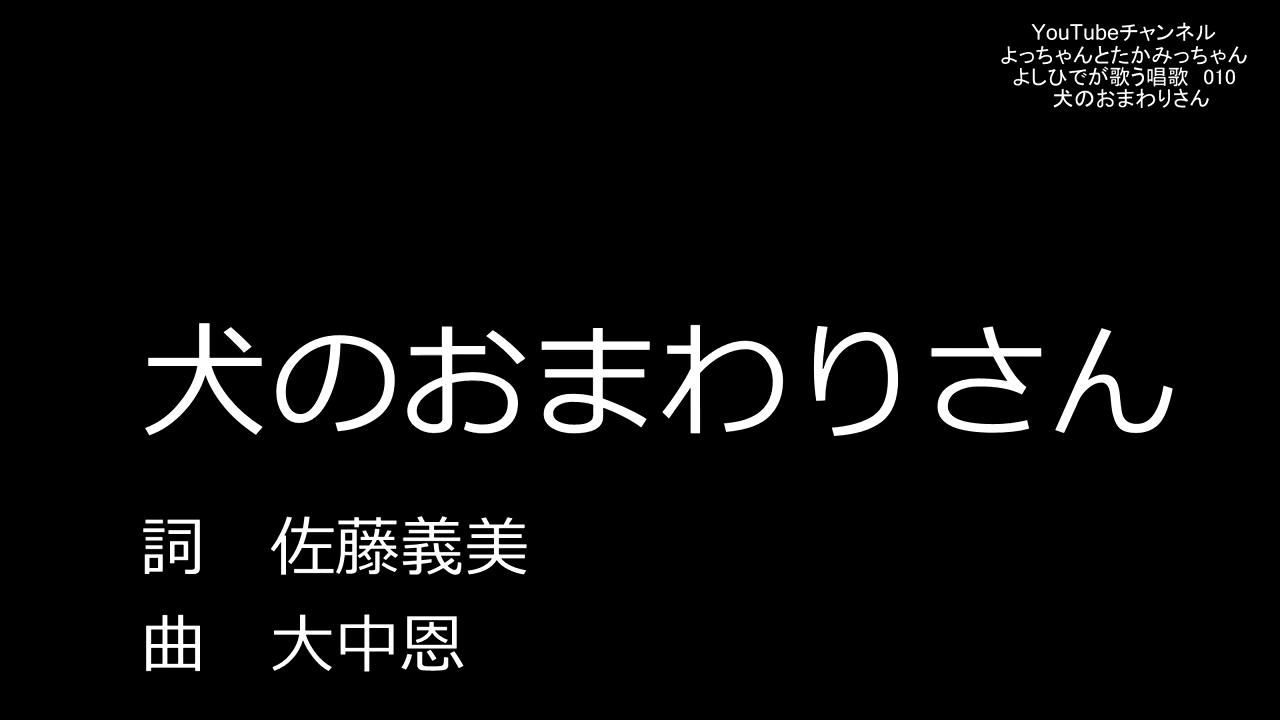 YouTubeチャンネル
よっちゃんとたかみっちゃん
よしひでが歌う唱歌　010
犬のおまわりさん
犬のおまわりさん
詞　佐藤義美
曲　大中恩